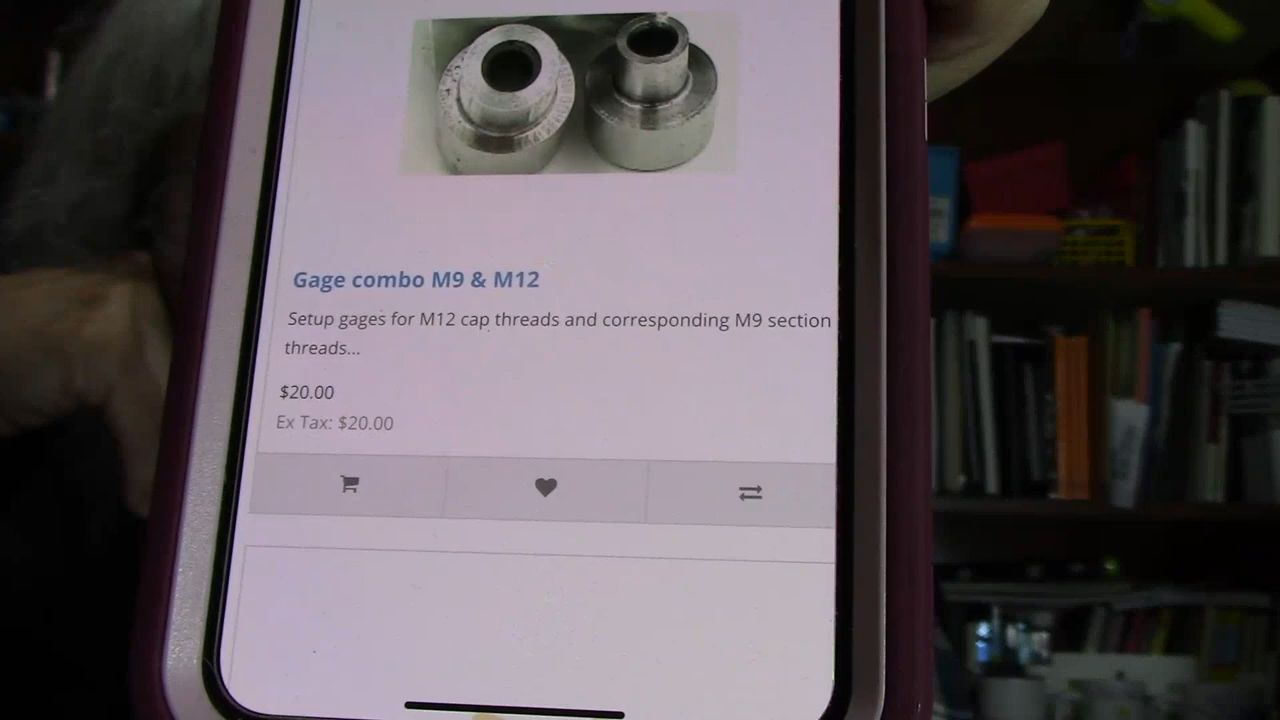 Gage combo M9 & M12
Setup gages for M12 cap threads and corresponding M9 section
threads...
$20.00
Ex Tax: $20.00